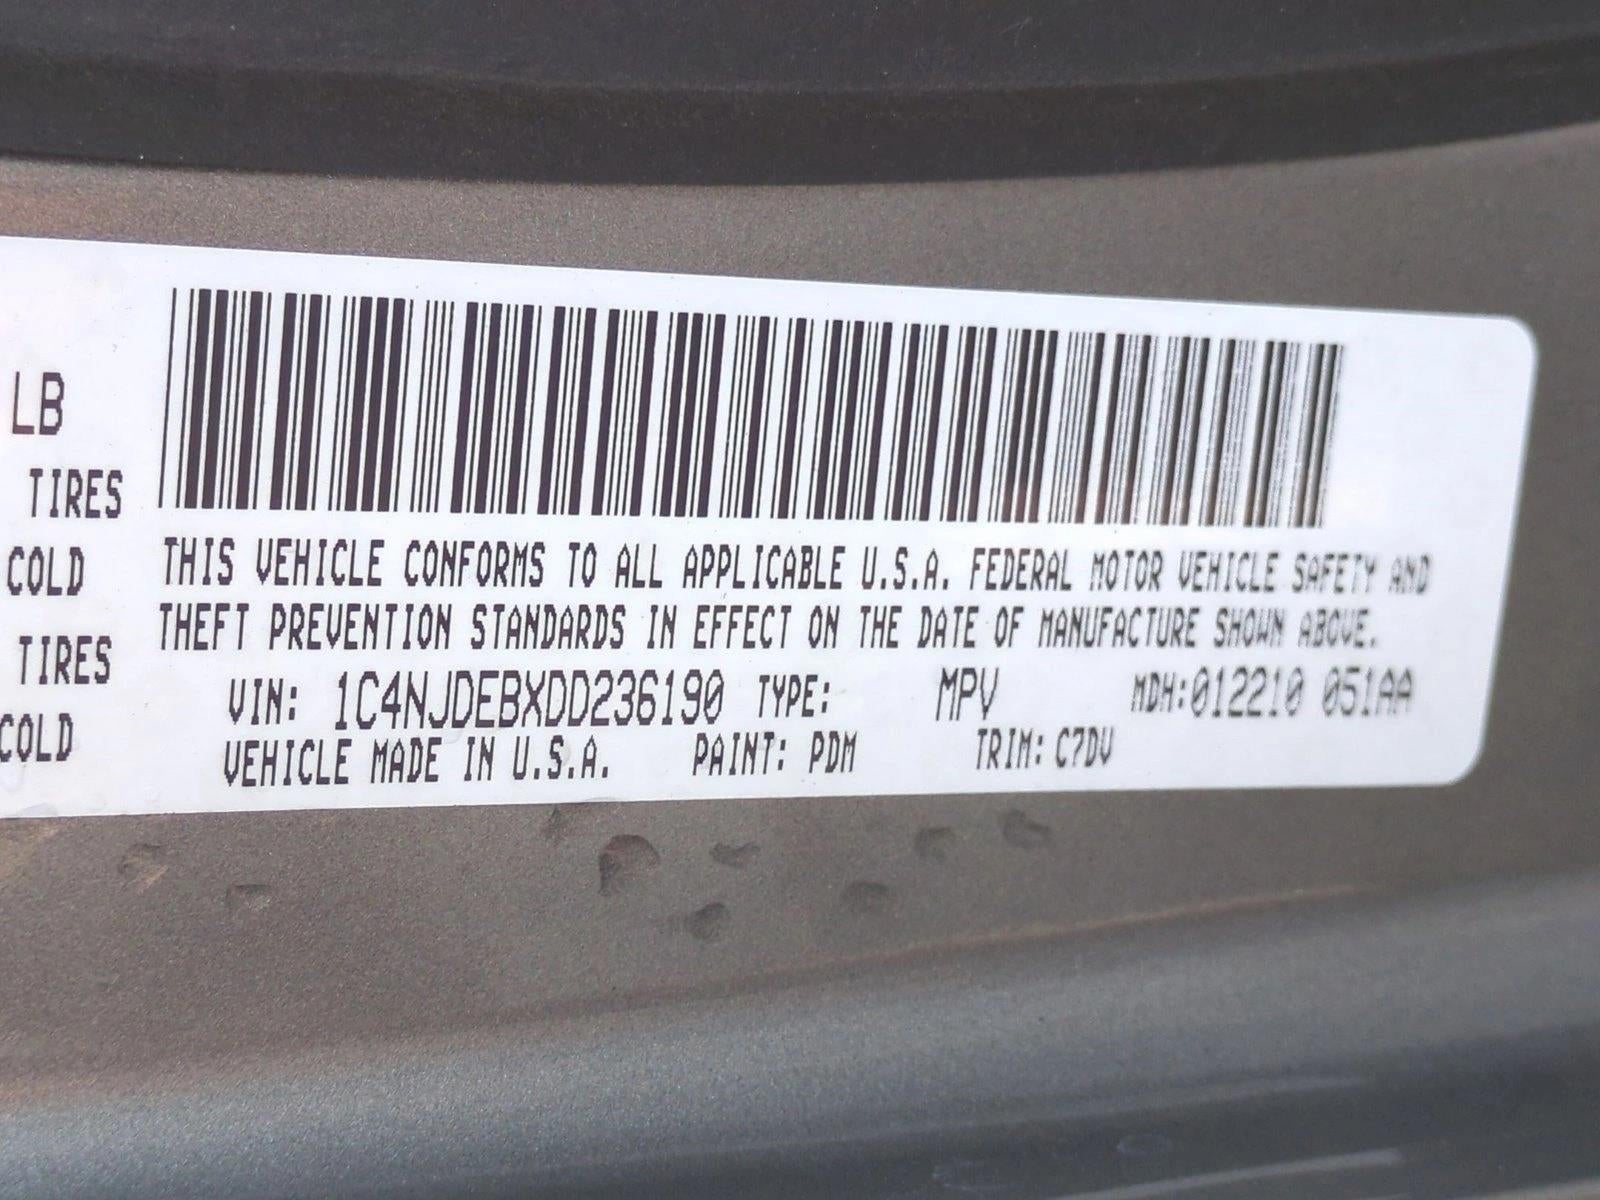 LB
TIRES
COLD
TIRES
COLD
THIS VEHICLE CONFORMS TO ALL APPLICABLE U.S.A. FEDERAL MOTOR VEHICLE SAFETY AND
THEFT PREVENTION STANDARDS IN EFFECT ON THE DATE OF MANUFACTURE SHOWN ABOVE.
VIN: 1C4NJDEBXDD236190 TYPE: MPV MDH:012210 051AA
VEHICLE MADE IN U.S.A. PAINT: PDM TRIM: C7DV